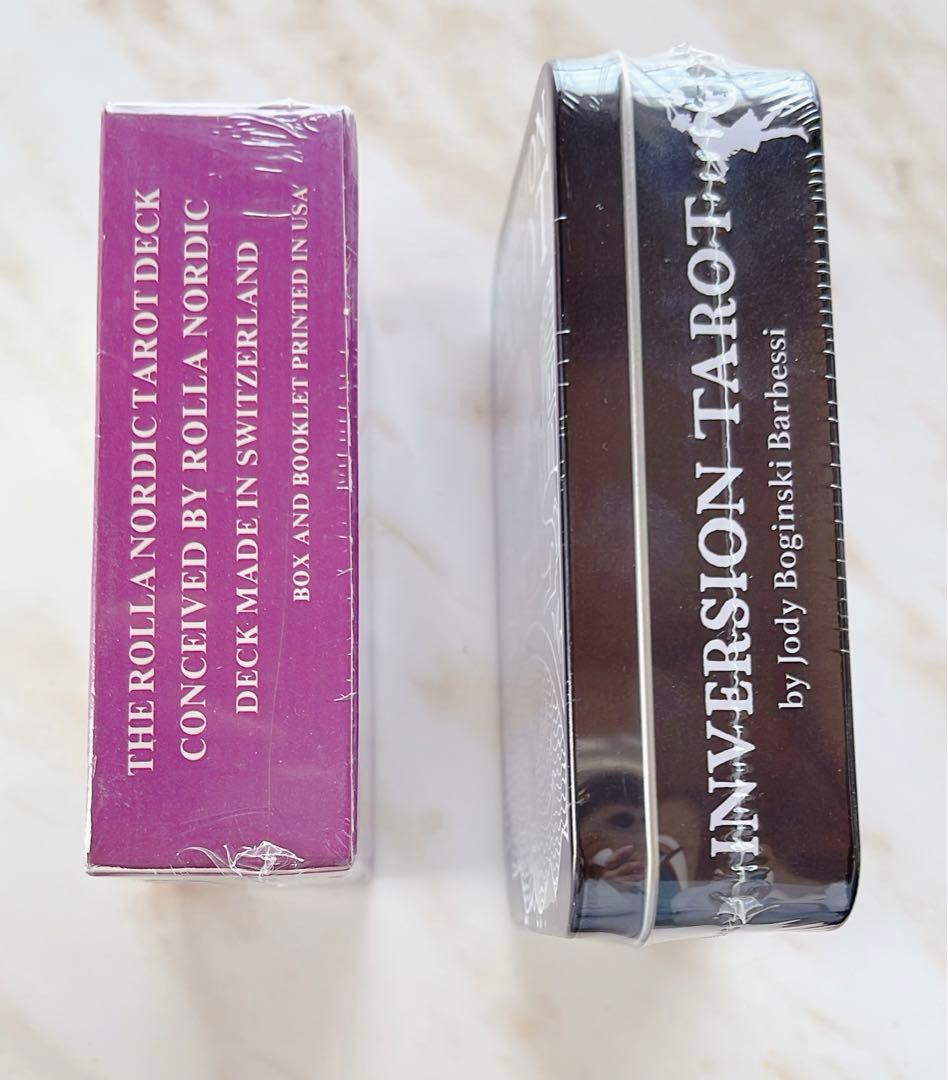 THE ROLLA NORDIC TAROT DECK
CONCEIVED BY ROLLA NORDIC
DECK MADE IN SWITZERLAND
BOX AND BOOKLET PRINTED IN USA
INVERSION TAROT
by Jody Boginski Barbessi